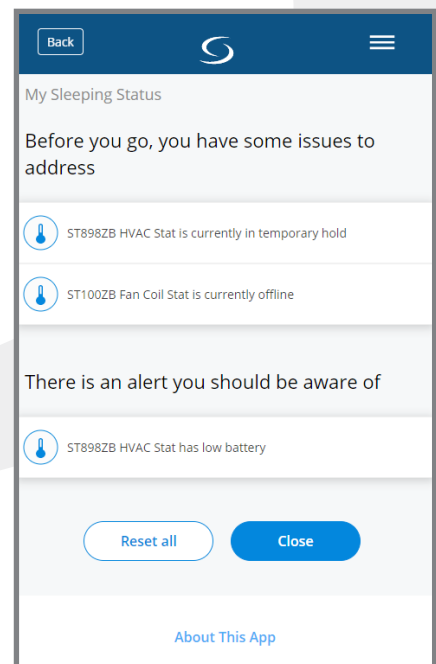 Back
My Sleeping Status
Before you go, you have some issues to
address
ST898ZB HVAC Stat is currently in temporary hold
ST100ZB Fan Coil Stat is currently offline
There is an alert you should be aware of
ST898ZB HVAC Stat has low battery
Reset all
Close
About This App